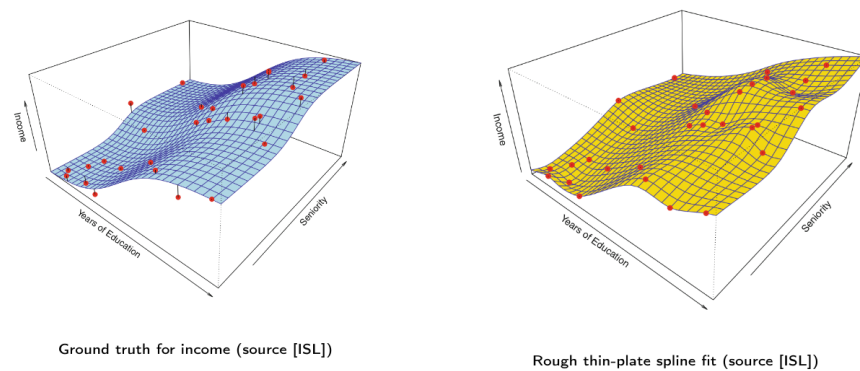 Income
Years of Education
Seniority
Ground truth for income (source [ISL])
Income
Years of Education
Seniority
Rough thin-plate spline fit (source [ISL])